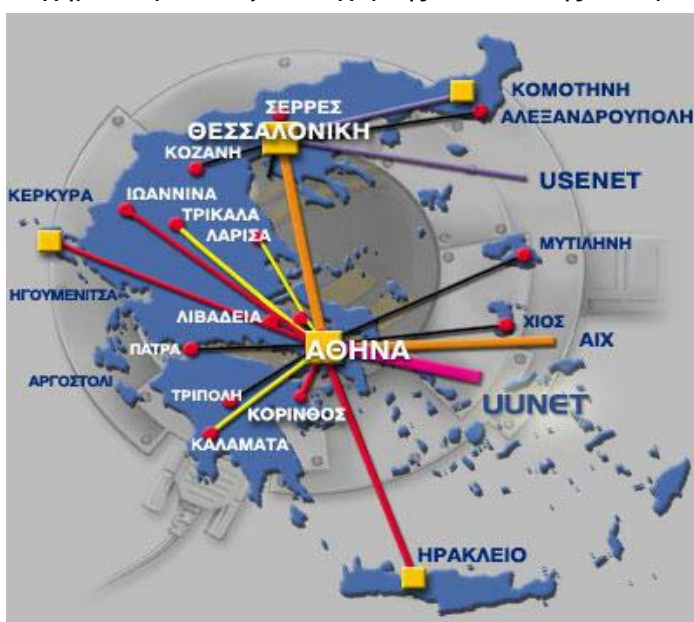 ΚΟΜΟΤΗΝΗ
ΣΕΡΡΕΣ
ΑΛΕΞΑΝΔΡΟΥΠΟΛΗ
ΘΕΣΣΑΛΟΝΙΚΗ
ΚΟΖΑΝΗ
USENET
ΚΕΡΚΥΡΑ
ΙΩΑΝΝΙΝΑ
ΤΡΙΚΑΛΑ
ΛΑΡΙΣΑ
ΜΥΤΙΛΗΝΗ
ΗΓΟΥΜΕΝΙΤΣΑ
ΛΙΒΑΔΕΙΑ
ΧΙΟΣ
ΑΙΧ
ΠΑΤΡΑ
ΑΘΗΝΑ
ΑΡΓΟΣΤΟΛΙ
ΤΡΙΠΟΛΗ
ΚΟΡΙΝΘΟΣ
UUNET
ΚΑΛΑΜΑΤΑ
ΗΡΑΚΛΕΙΟ